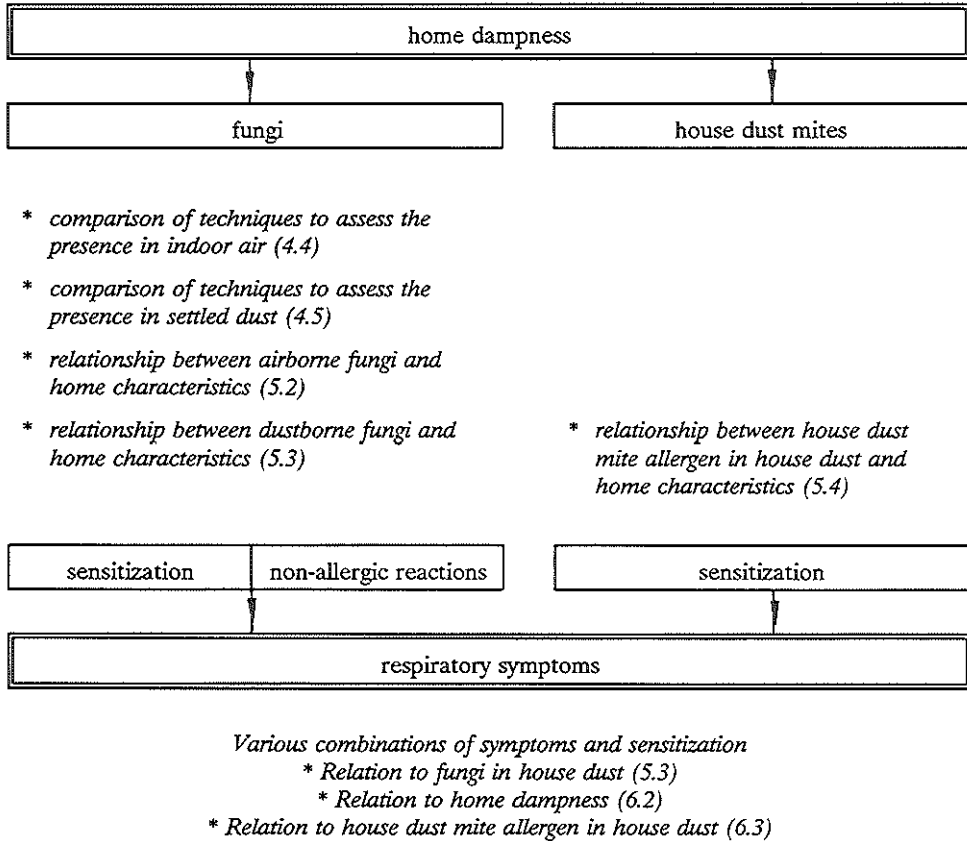 home dampness
fungi
house dust mites
* comparison of techniques to assess the
presence in indoor air (4.4)
* comparison of techniques to assess the
presence in settled dust (4.5)
* relationship between airborne fungi and
home characteristics (5.2)
* relationship between dustborne fungi and
home characteristics (5.3)
* relationship between house dust
mite allergen in house dust and
home characteristics (5.4)
sensitization
non-allergic reactions
sensitization
respiratory symptoms
Various combinations of symptoms and sensitization
* Relation to fungi in house dust (5.3)
* Relation to home dampness (6.2)
* Relation to house dust mite allergen in house dust (6.3)